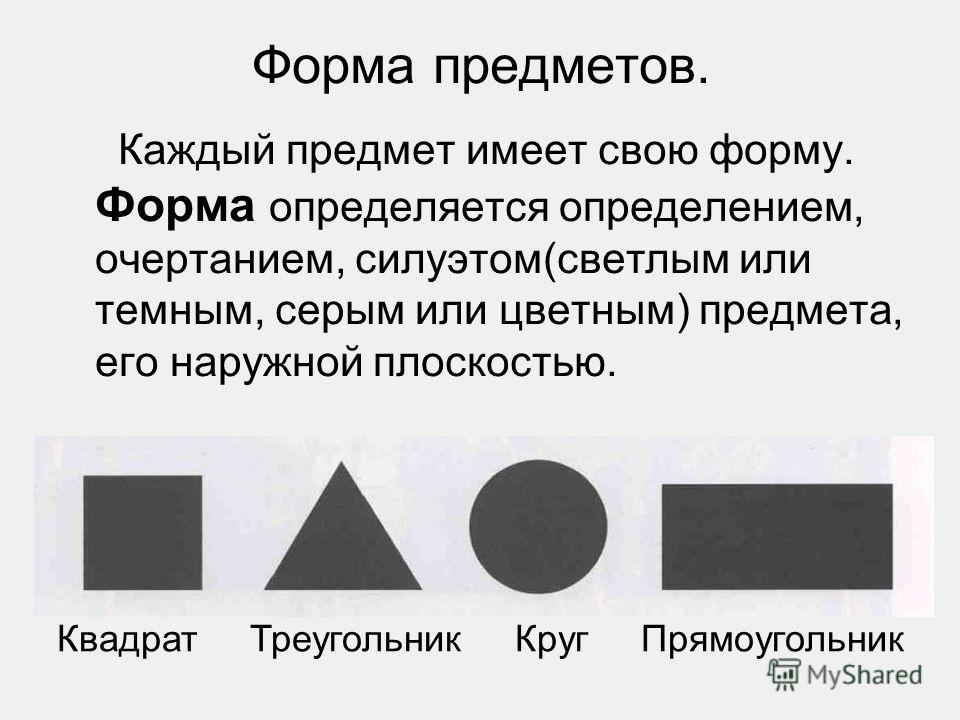 Форма предметов.
Каждый предмет имеет свою форму.
Форма определяется определением,
очертанием, силуэтом(светлым или
темным, серым или цветным) предмета,
его наружной плоскостью.
Квадрат Треугольник Круг Прямоугольник
MyShared